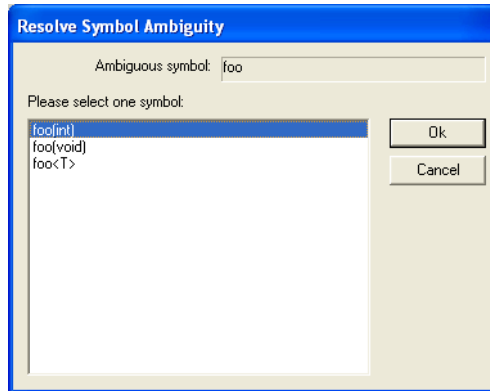 Resolve Symbol Ambiguity
Ambiguous symbol: foo
Please select one symbol:
foo(int)
foo(void)
foo<T>
Ok
Cancel